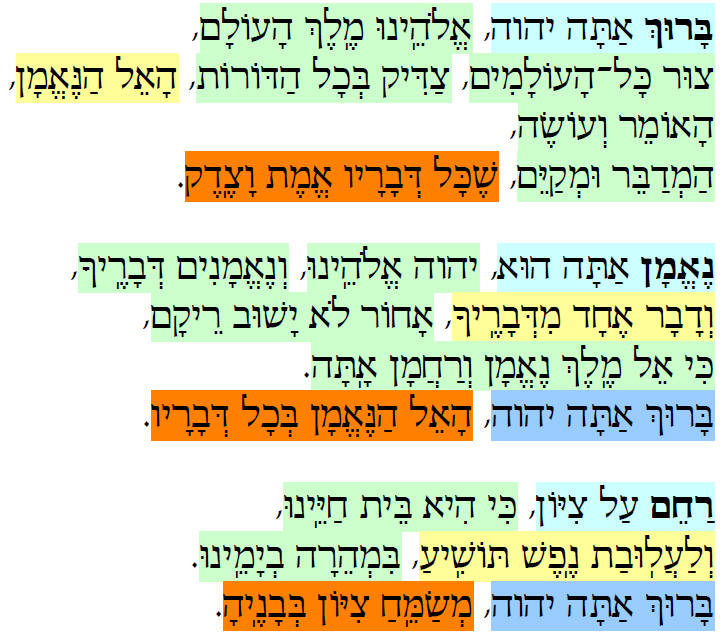 בָּרוּךְ אַתָּה יהוה, אֱלֹהֵֽינוּ מֶֽלֶךְ הָעוֹלָם,
צוּר כָּל־הָעוֹלָמִים, צַדִּיק בְּכָל הַדּוֹרוֹת, הָאֵל הַנֶּאֱמָן,
הָאוֹמֵר וְעוֹשֶׂה,
הַמְדַבֵּר וּמְקַיֵּם, שֶׁכָּל דְּבָרָיו אֱמֶת וָצֶֽדֶק.
נֶאֱמָן אַתָּה הוּא, יהוה אֱלֹהֵֽינוּ, וְנֶאֱמָנִים דְּבָרֶֽיךָ,
וְדָבָר אֶחָד מִדְּבָרֶֽיךָ, אָחוֹר לֹא יָשׁוּב רֵיקָם,
כִּי אֵל מֶֽלֶךְ נֶאֱמָן וְרַחֲמָן אָֽתָּה.
בָּרוּךְ אַתָּה יהוה, הָאֵל הַנֶּאֱמָן בְּכָל דְּבָרָיו.
רַחֵם עַל צִיּוֹן, כִּי הִיא בֵּית חַיֵּֽינוּ,
וְלַעֲלֽוּבַת נֶֽפֶשׁ תּוֹשִֽׁיעַ, בִּמְהֵרָה בְיָמֵֽינוּ.
בָּרוּךְ אַתָּה יהוה, מְשַׂמֵּֽחַ צִיּוֹן בְּבָנֶֽיהָ.